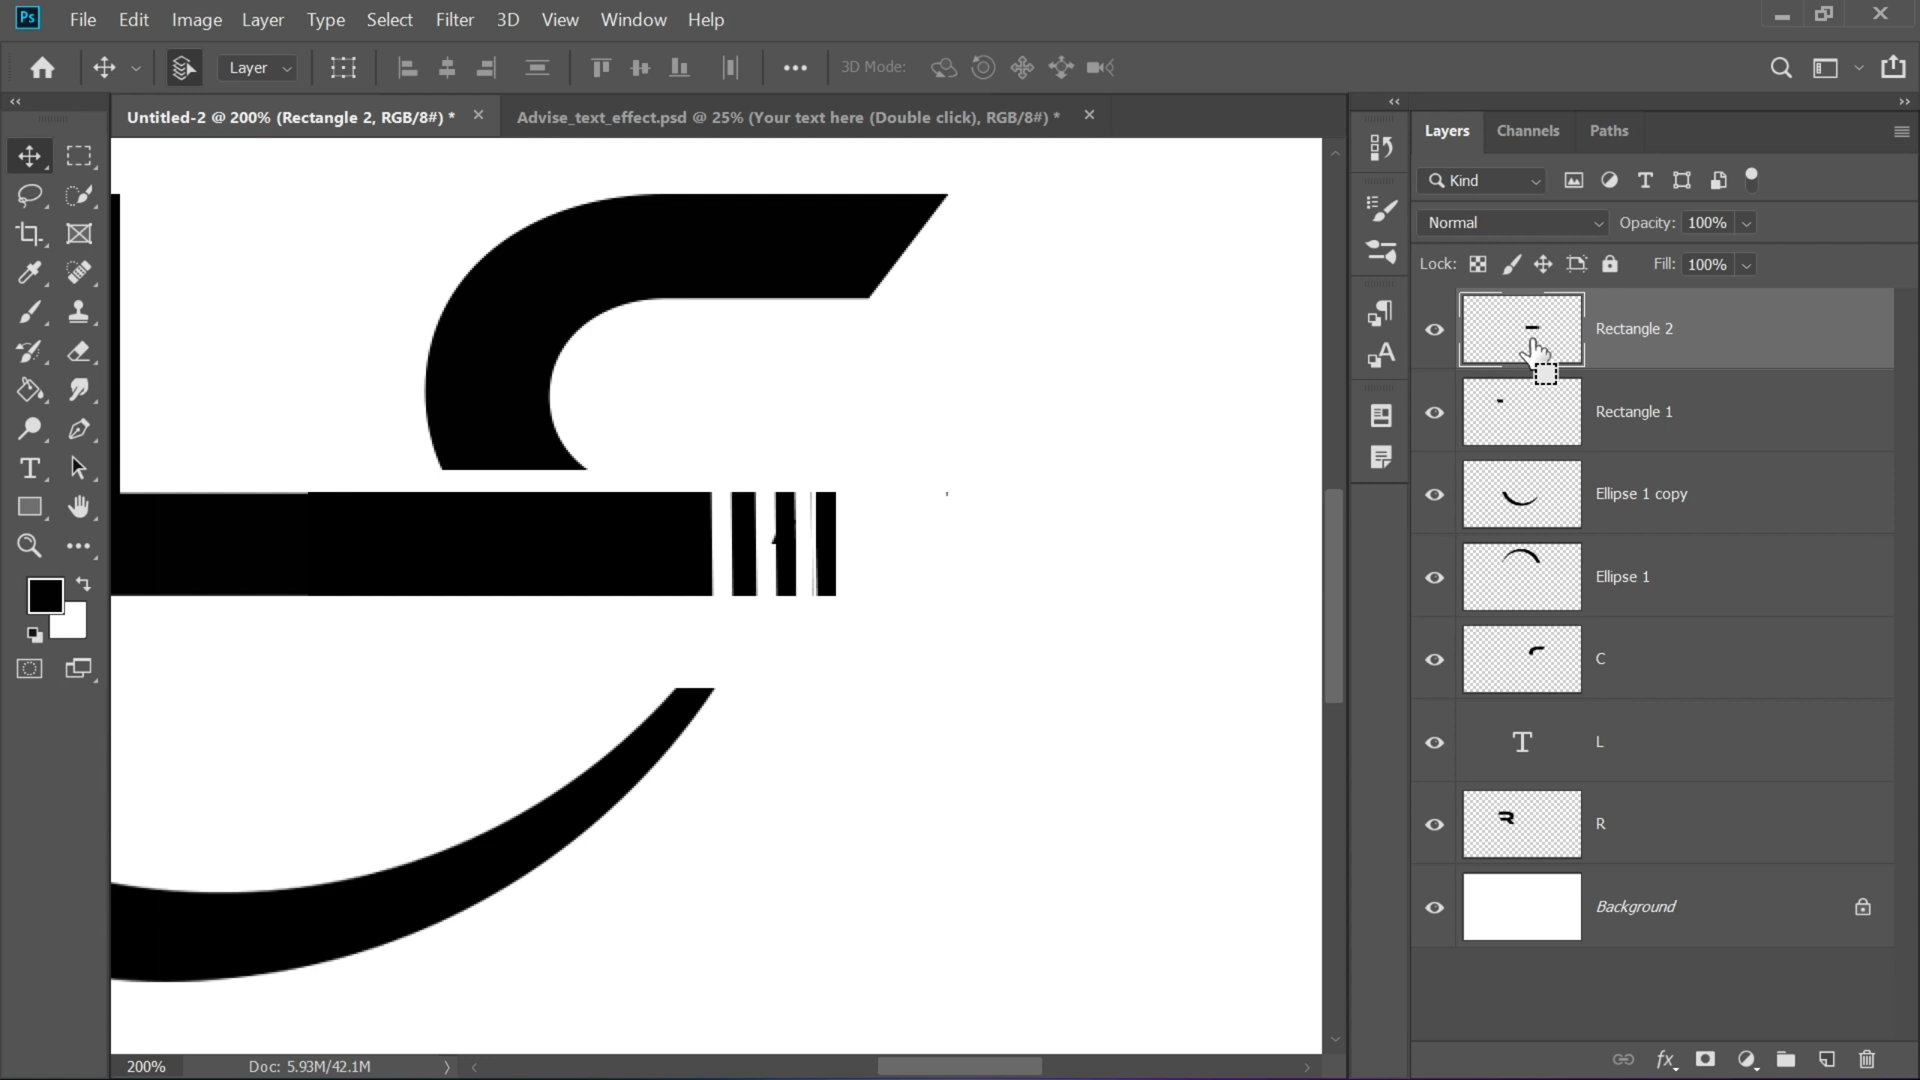 Ps File Edit Image Layer Type Select Filter 3D View Window Help
Layer 3D Mode:
Untitled-2 @ 200% (Rectangle 2, RGB/8#) * Advise_text_effect.psd @ 25% (Your text here (Double click), RGB/8#) *
Layers Channels Paths
Kind
Normal Opacity: 100%
Lock: Fill: 100%
Rectangle 2
Rectangle 1
Ellipse 1 copy
Ellipse 1
C
L
R
Background
200% Doc: 5.93M/42.1M